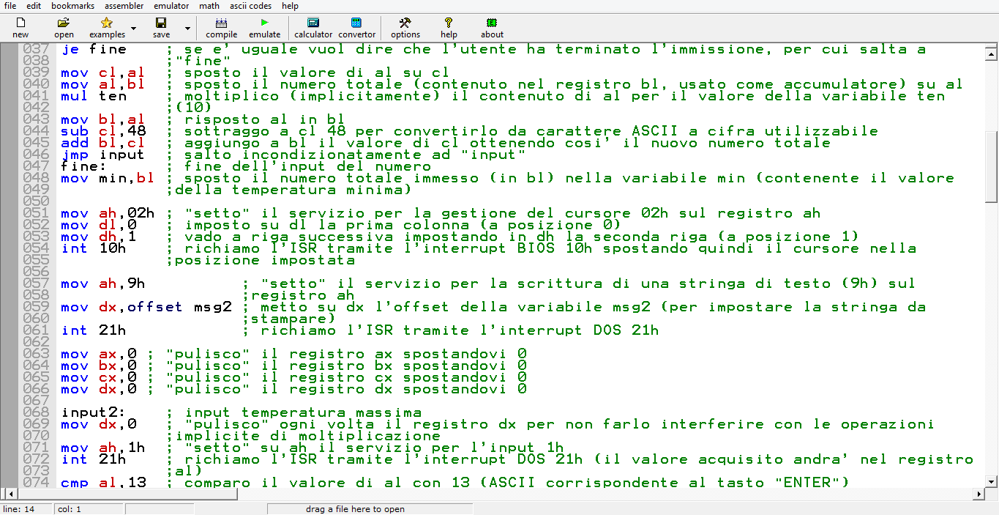 file edit bookmarks assembler emulator math ascii codes help
new open examples save compile emulate calculator convertor options help about
037 je fine ; se e' uguale vuol dire che l'utente ha terminato l'immissione, per cui salta a
038 ;"fine"
039 mov cl,al ; sposto il valore di al su cl
040 mov al,bl ; sposto il numero totale (contenuto nel registro bl, usato come accumulatore) su al
041 mul ten ; moltiplico (implicitamente) il contenuto di al per il valore della variabile ten
042 ;(10)
043 mov bl,al ; risposto al in bl
044 sub cl,48 ; sottraggo a cl 48 per convertirlo da carattere ASCII a cifra utilizzabile
045 add bl,cl ; aggiungo a bl il valore di cl ottenendo cosi' il nuovo numero totale
046 jmp input ; salto incondizionatamente ad "input"
047 fine: ; fine dell'input del numero
048 mov min,bl ; sposto il numero totale immesso (in bl) nella variabile min (contenente il valore
049 ;della temperatura minima)
050
051 mov ah,02h ; "setto" il servizio per la gestione del cursore 02h sul registro ah
052 mov dl,0 ; imposto su dl la prima colonna (a posizione 0)
053 mov dh,1 ; vado a riga successiva impostando in dh la seconda riga (a posizione 1)
054 int 10h ; richiamo l'ISR tramite l'interrupt BIOS 10h spostando quindi il cursore nella
055 ;posizione impostata
056
057 mov ah,9h ; "setto" il servizio per la scrittura di una stringa di testo (9h) sul
058 ;registro ah
059 mov dx,offset msg2 ; metto su dx l'offset della variabile msg2 (per impostare la stringa da
060 ;stampare)
061 int 21h ; richiamo l'ISR tramite l'interrupt DOS 21h
062
063 mov ax,0 ; "pulisco" il registro ax spostandovi 0
064 mov bx,0 ; "pulisco" il registro bx spostandovi 0
065 mov cx,0 ; "pulisco" il registro cx spostandovi 0
066 mov dx,0 ; "pulisco" il registro dx spostandovi 0
067
068 input2: ; input temperatura massima
069 mov dx,0 ; "pulisco" ogni volta il registro dx per non farlo interferire con le operazioni
070 ;implicite di moltiplicazione
071 mov ah,1h ; "setto" su ah il servizio per l'input 1h
072 int 21h ; richiamo l'ISR tramite l'interrupt DOS 21h (il valore acquisito andra' nel registro
073 ;al)
074 cmp al,13 ; comparo il valore di al con 13 (ASCII corrispondente al tasto "ENTER")
line: 14 col: 1 drag a file here to open